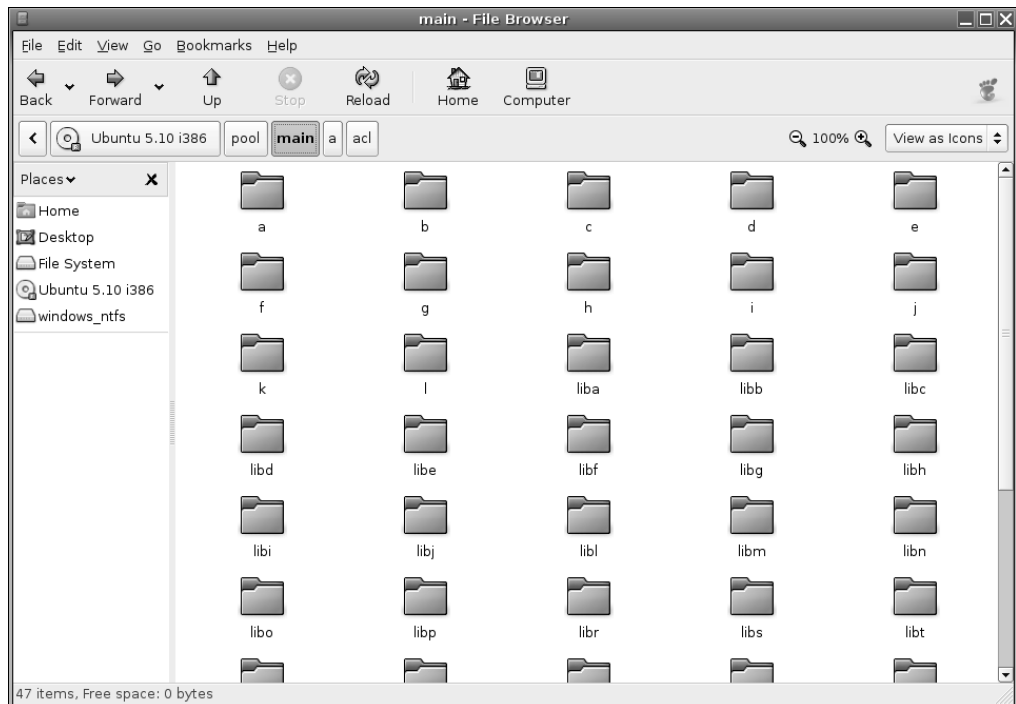 main - File Browser
File Edit View Go Bookmarks Help
Back Forward Up Stop Reload Home Computer
Ubuntu 5.10 i386 pool main a acl 100% View as Icons
Places
Home
Desktop
File System
Ubuntu 5.10 i386
windows_ntfs
a b c d e
f g h i j
k l liba libb libc
libd libe libf libg libh
libi libj libl libm libn
libo libp libr libs libt
47 items, Free space: 0 bytes